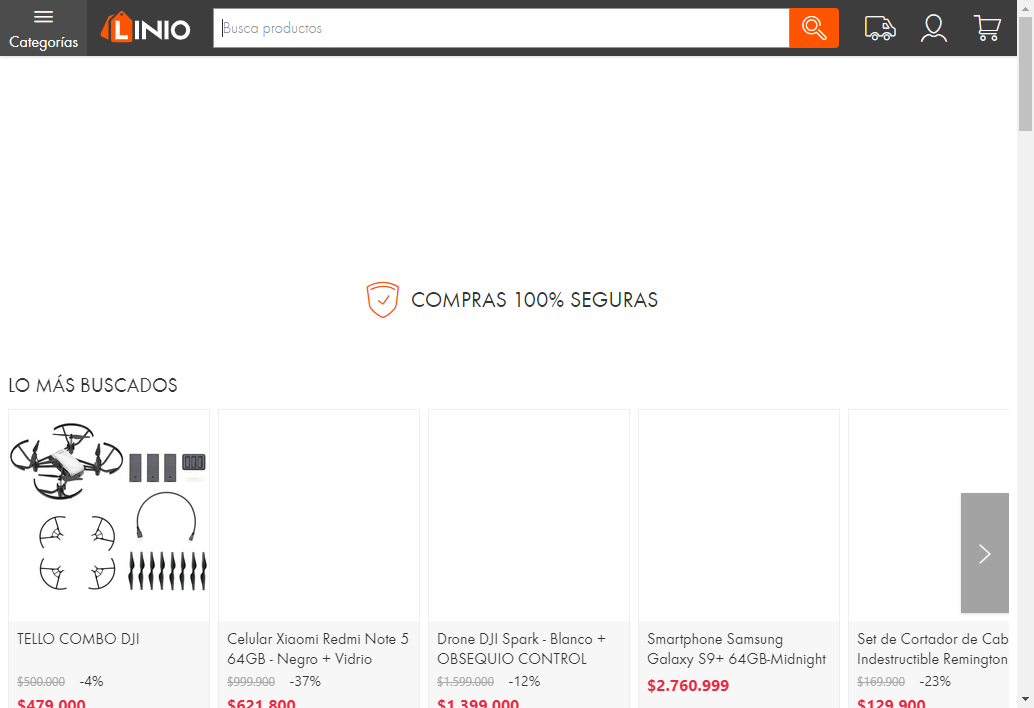 Categorías
LINIO
Busca productos
COMPRAS 100% SEGURAS
LO MÁS BUSCADOS
TELLO COMBO DJI
$500.000 -4%
$479.000
Celular Xiaomi Redmi Note 5
64GB - Negro + Vidrio
$999.900 -37%
$621.800
Drone DJI Spark - Blanco +
OBSEQUIO CONTROL
$1.599.000 -12%
$1.399.000
Smartphone Samsung
Galaxy S9+ 64GB-Midnight
$2.760.999
Set de Cortador de Cab
Indestructible Remington
$169.900 -23%
$129.900